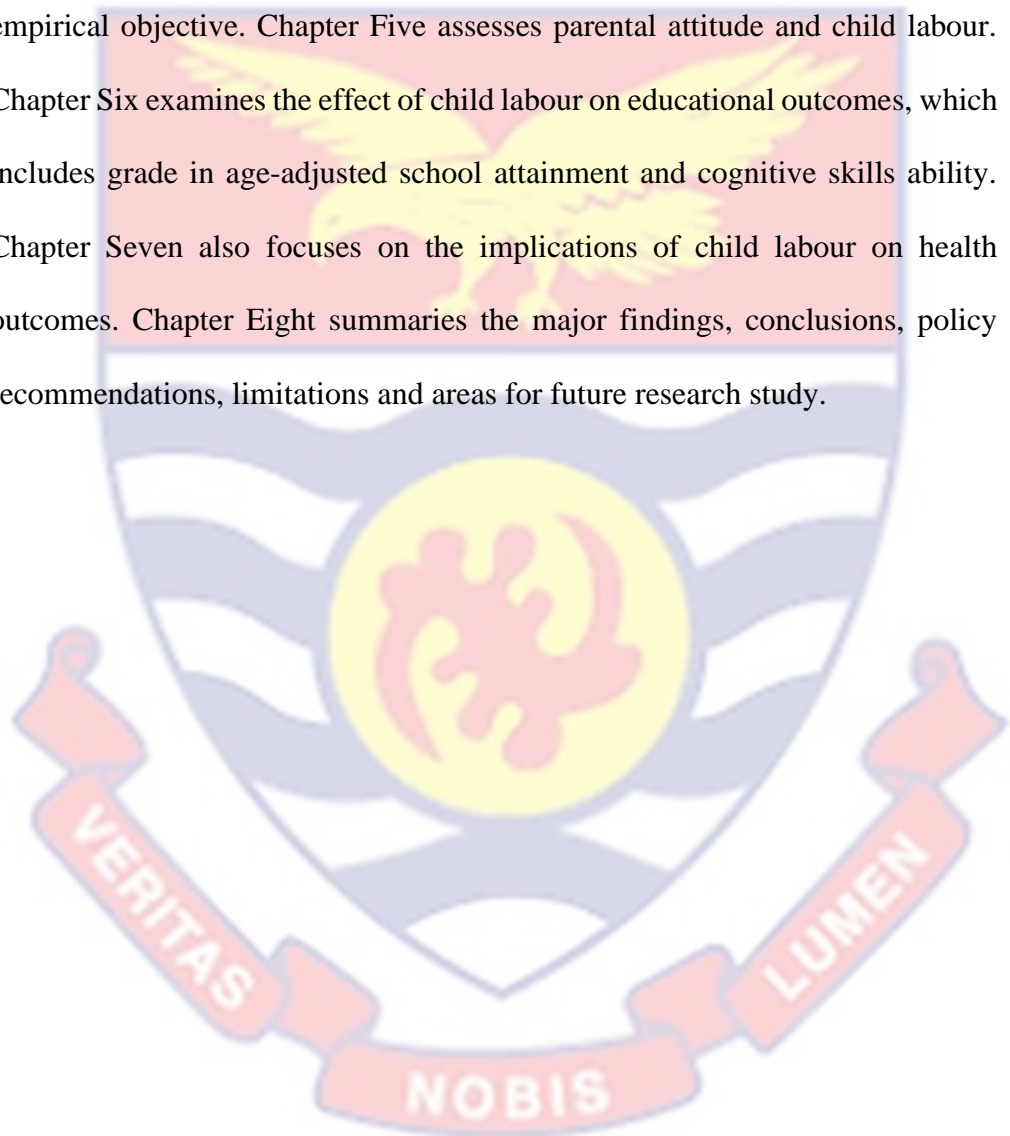 empirical objective. Chapter Five assesses parental attitude and child labour.
Chapter Six examines the effect of child labour on educational outcomes, which
includes grade in age-adjusted school attainment and cognitive skills ability.
Chapter Seven also focuses on the implications of child labour on health
outcomes. Chapter Eight summaries the major findings, conclusions, policy
recommendations, limitations and areas for future research study.
VERITAS
NOBIS
LUMEN